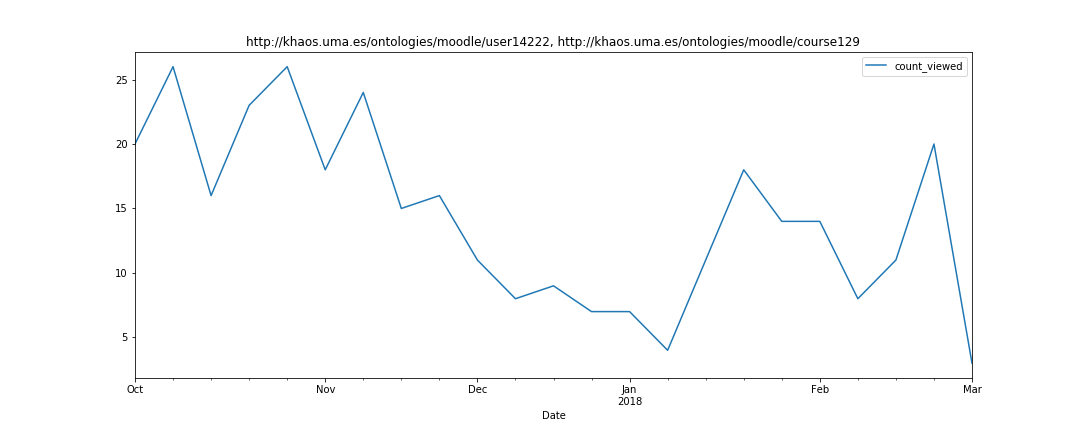 http://khaos.uma.es/ontologies/moodle/user14222, http://khaos.uma.es/ontologies/moodle/course129
count_viewed
25
20
15
10
5
Oct Nov Dec Jan Feb Mar
2018
Date